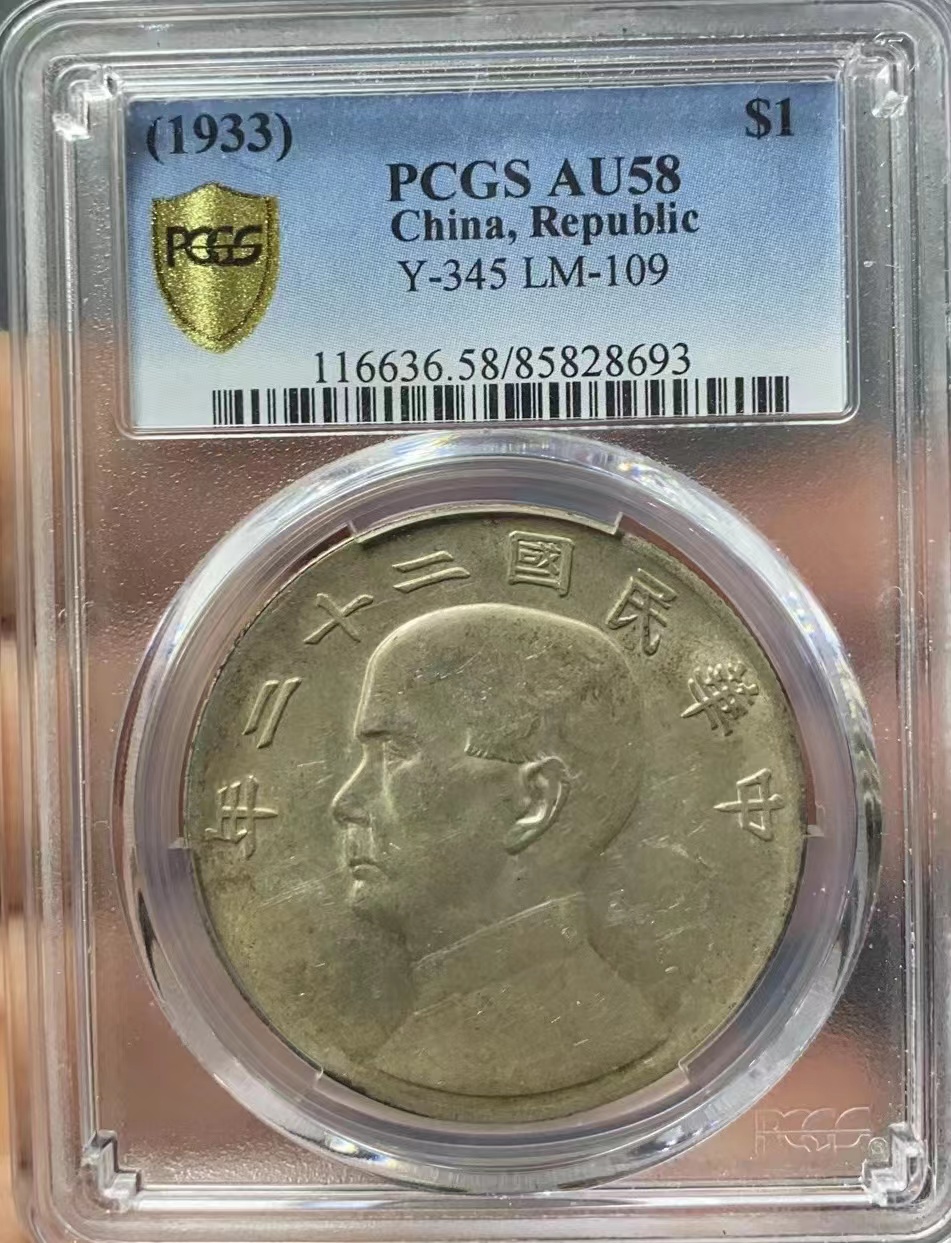 (1933) $1
PCGS AU58
China, Republic
PCGS
Y-345 LM-109
116636.58/85828693
年二十二國民華中
PCGS